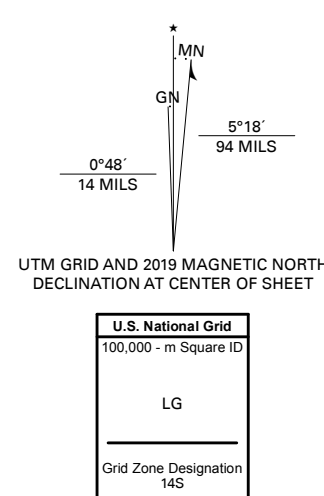 ★
MN
GN
5°18´
94 MILS
0°48´
14 MILS
UTM GRID AND 2019 MAGNETIC NORTH
DECLINATION AT CENTER OF SHEET
U.S. National Grid
100,000 - m Square ID
LG
Grid Zone Designation
14S